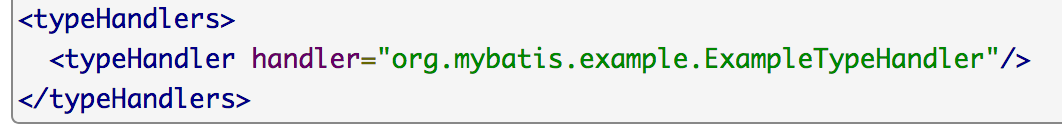 <typeHandlers>
<typeHandler handler="org.mybatis.example.ExampleTypeHandler"/>
</typeHandlers>